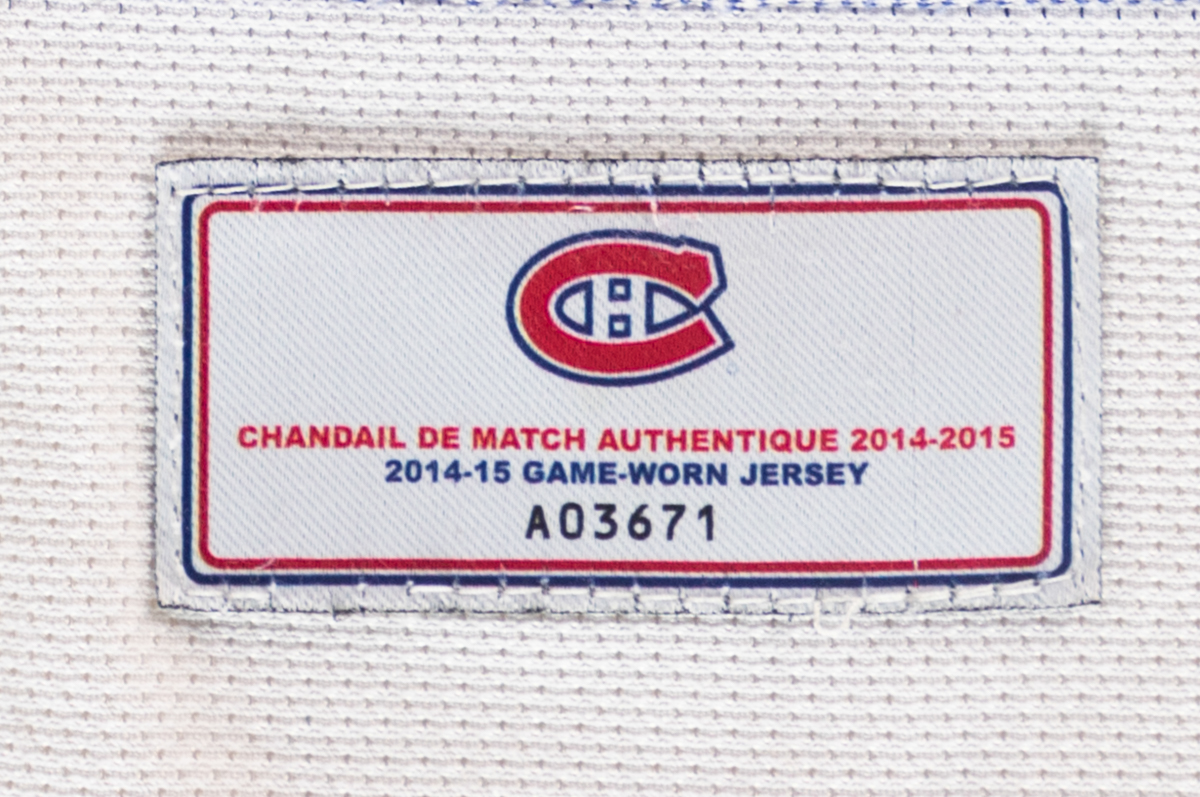 CHANDAIL DE MATCH AUTHENTIQUE 2014-2015
2014-15 GAME-WORN JERSEY
A03671